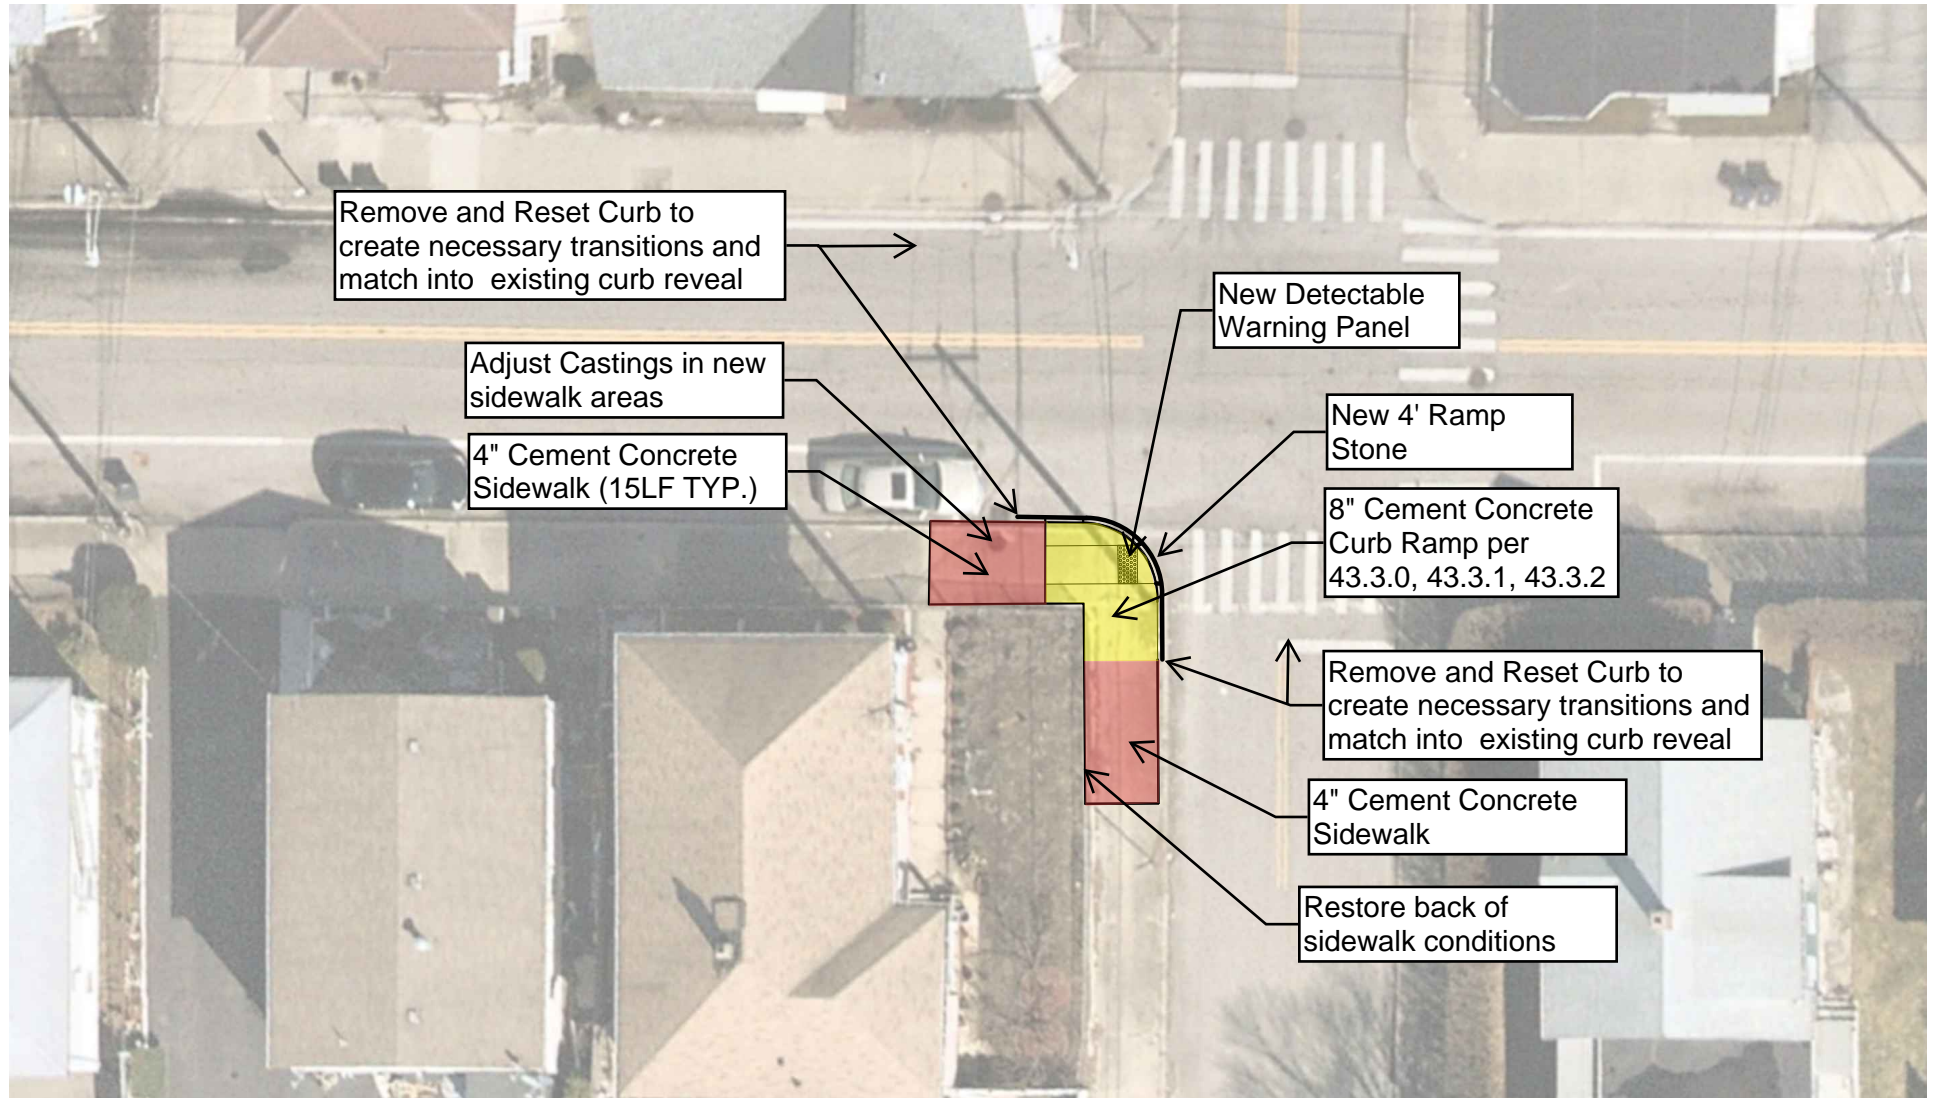 Remove and Reset Curb to
create necessary transitions and
match into  existing curb reveal
New Detectable
Warning Panel
Adjust Castings in new
sidewalk areas
New 4' Ramp
Stone
4" Cement Concrete
Sidewalk (15LF TYP.)
8" Cement Concrete
Curb Ramp per
43.3.0, 43.3.1, 43.3.2
Remove and Reset Curb to
create necessary transitions and
match into  existing curb reveal
4" Cement Concrete
Sidewalk
Restore back of
sidewalk conditions